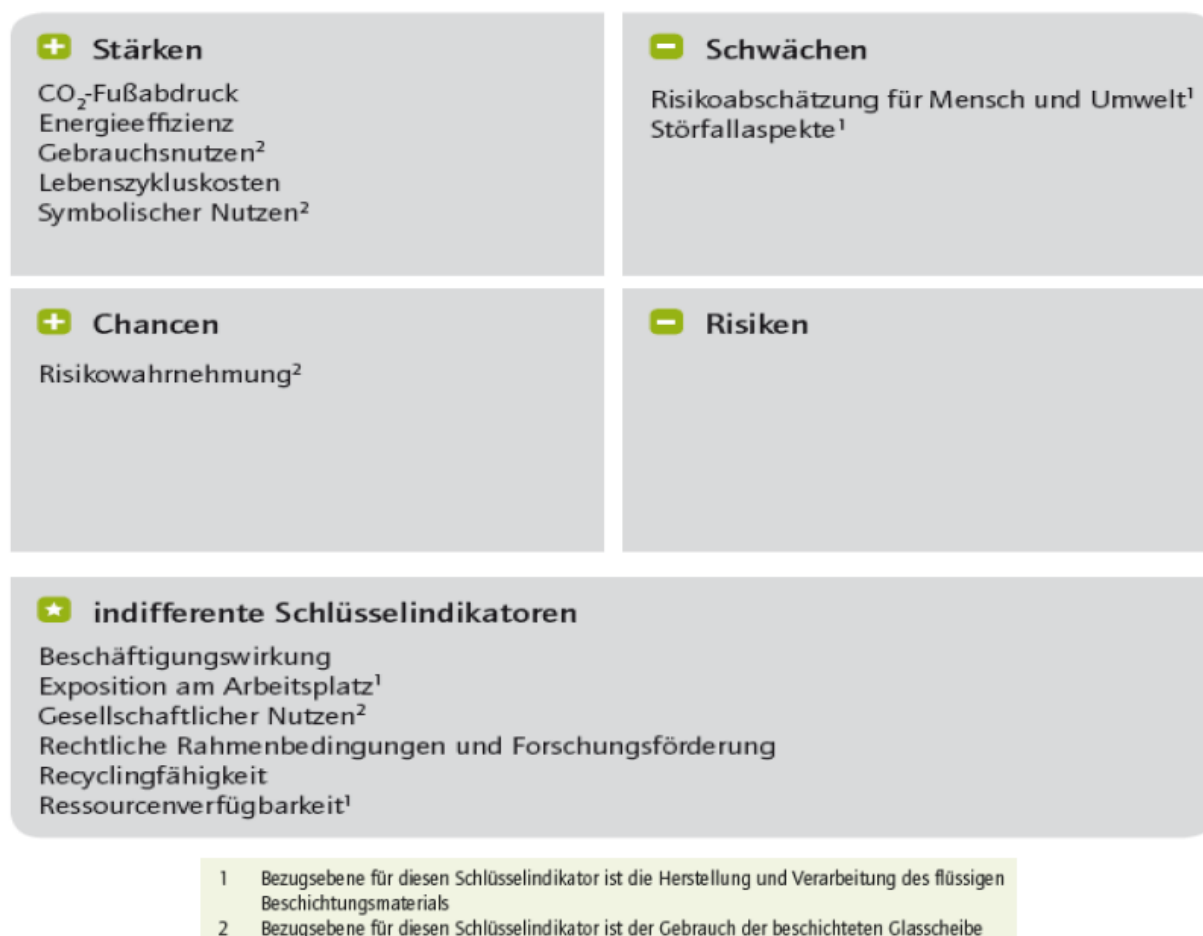 Stärken
CO₂-Fußabdruck
Energieeffizienz
Gebrauchsnutzen²
Lebenszykluskosten
Symbolischer Nutzen²
Schwächen
Risikoabschätzung für Mensch und Umwelt¹
Störfallaspekte¹
Chancen
Risikowahrnehmung²
Risiken
indifferente Schlüsselindikatoren
Beschäftigungswirkung
Exposition am Arbeitsplatz¹
Gesellschaftlicher Nutzen²
Rechtliche Rahmenbedingungen und Forschungsförderung
Recyclingfähigkeit
Ressourcenverfügbarkeit¹
1 Bezugsebene für diesen Schlüsselindikator ist die Herstellung und Verarbeitung des flüssigen
Beschichtungsmaterials
2 Bezugsebene für diesen Schlüsselindikator ist der Gebrauch der beschichteten Glasscheibe